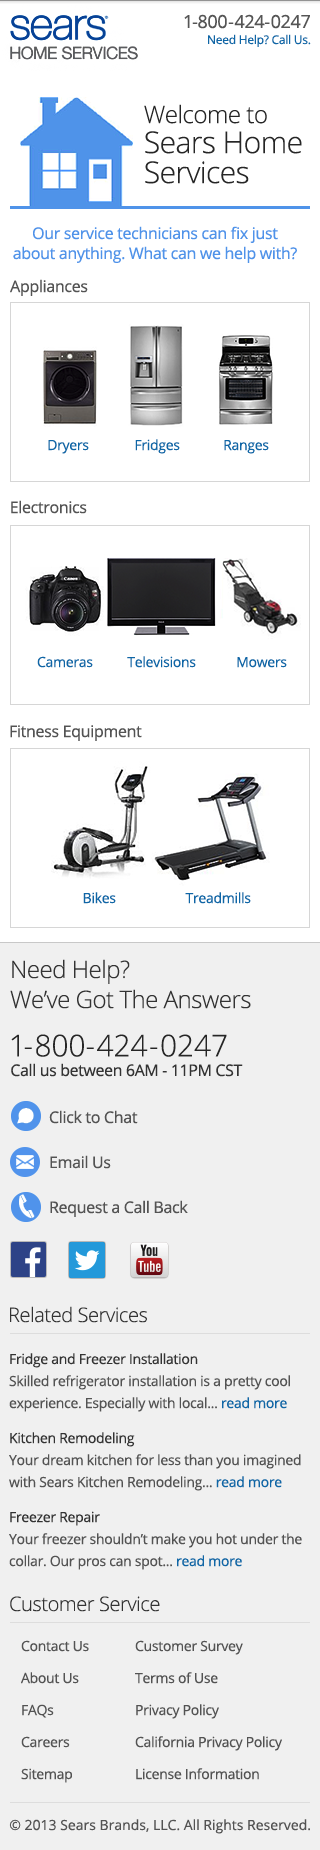 sears
HOME SERVICES
1-800-424-0247
Need Help? Call Us.
Welcome to
Sears Home
Services
Our service technicians can fix just
about anything. What can we help with?
Appliances
Dryers Fridges Ranges
Electronics
Canon
Cameras Televisions Mowers
Fitness Equipment
Bikes Treadmills
Need Help?
We've Got The Answers
1-800-424-0247
Call us between 6AM - 11PM CST
Click to Chat
Email Us
Request a Call Back
You
Tube
Related Services
Fridge and Freezer Installation
Skilled refrigerator installation is a pretty cool
experience. Especially with local... read more
Kitchen Remodeling
Your dream kitchen for less than you imagined
with Sears Kitchen Remodeling... read more
Freezer Repair
Your freezer shouldn't make you hot under the
collar. Our pros can spot... read more
Customer Service
Contact Us Customer Survey
About Us Terms of Use
FAQs Privacy Policy
Careers California Privacy Policy
Sitemap License Information
© 2013 Sears Brands, LLC. All Rights Reserved.